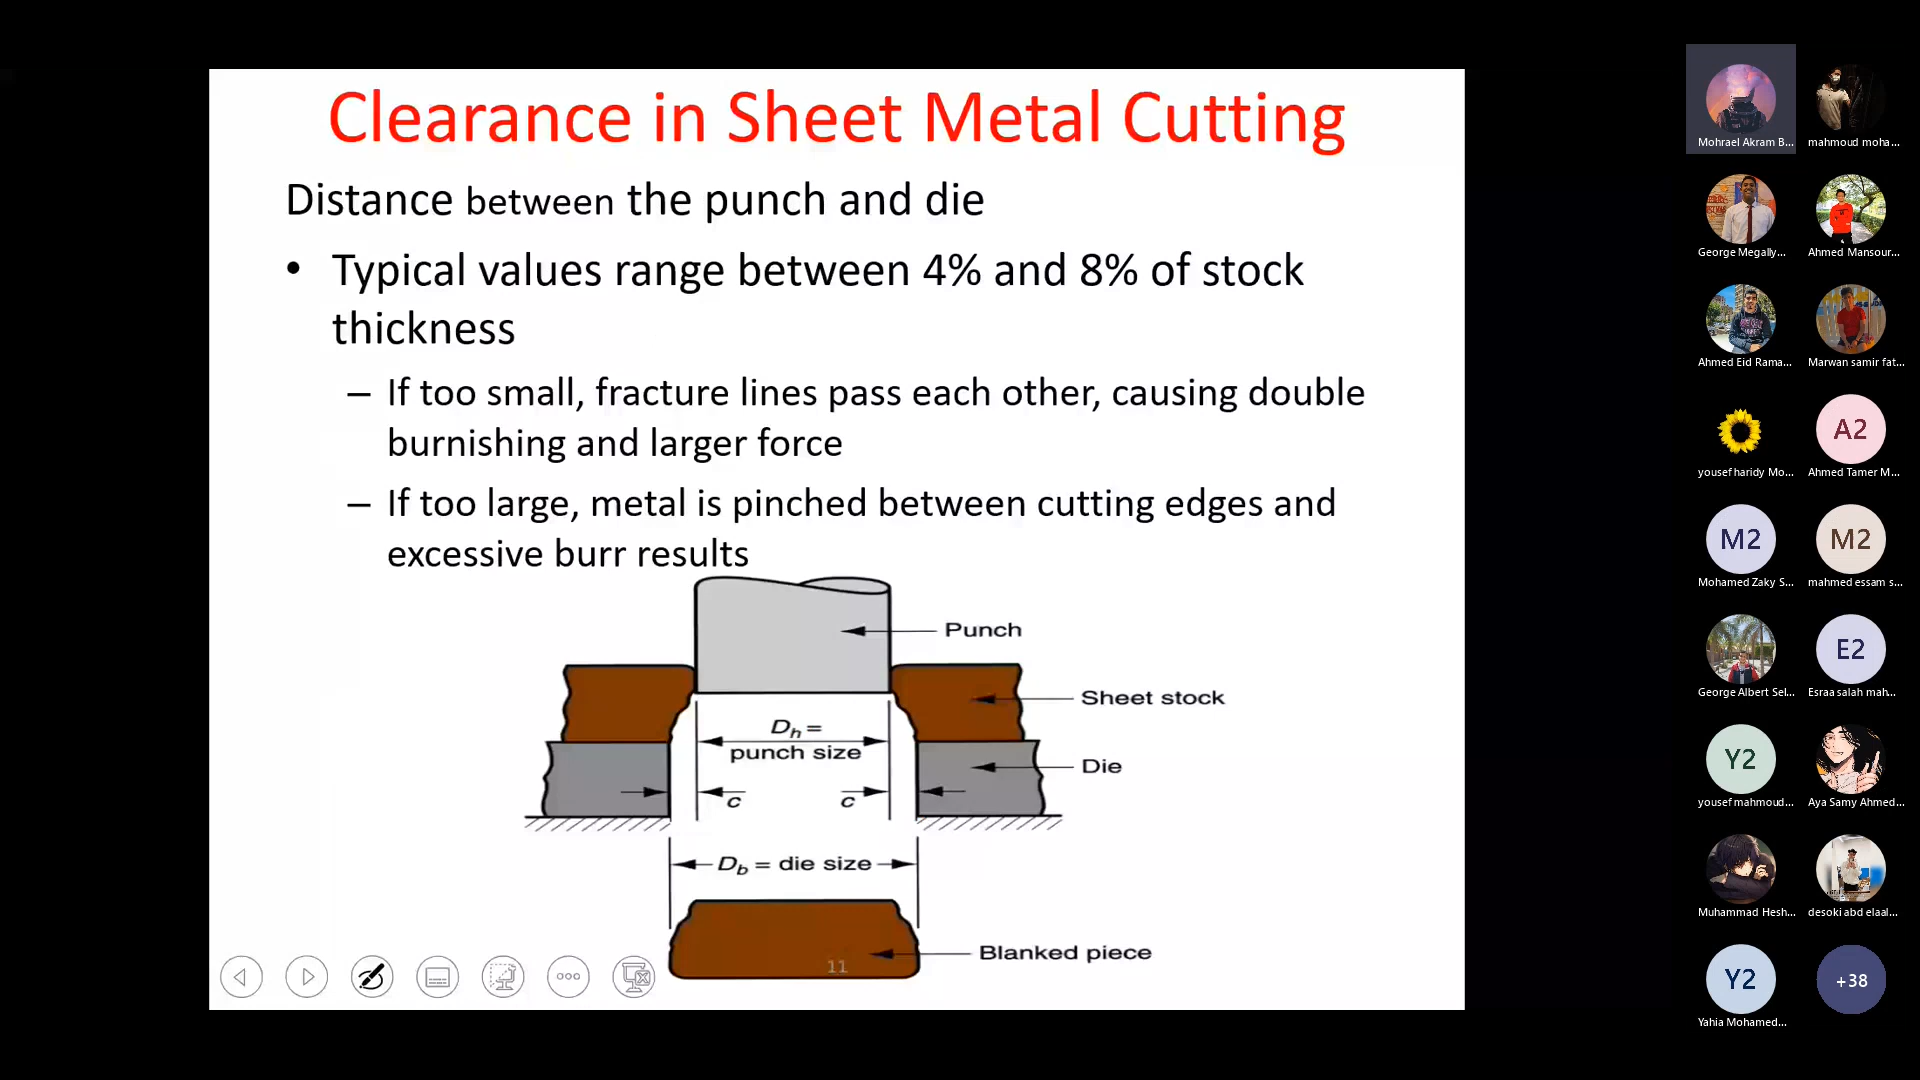 Clearance in Sheet Metal Cutting
Distance between the punch and die
• Typical values range between 4% and 8% of stock
thickness
– If too small, fracture lines pass each other, causing double
burnishing and larger force
– If too large, metal is pinched between cutting edges and
excessive burr results
Punch
Sheet stock
Dh =
punch size
Die
c c
Db = die size
Blanked piece
11
Mohrael Akram B...
mahmoud moha...
George Megally...
Ahmed Mansour...
Ahmed Eid Rama...
Marwan samir fat...
A2
yousef haridy Mo...
Ahmed Tamer M...
M2
M2
Mohamed Zaky S...
mahmed essam s...
E2
George Albert Sel...
Esraa salah mah...
Y2
yousef mahmoud...
Aya Samy Ahmed...
Muhammad Hesh...
desoki abd elaal...
Y2
+38
Yahia Mohamed...